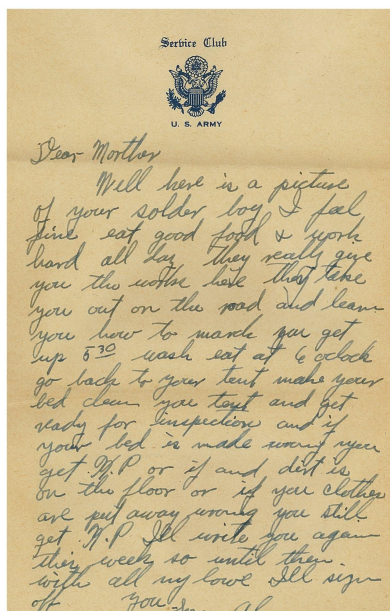 Service Club
U. S. ARMY
Dear Morther
Well here is a picture
of your solder boy I feel
fine eat good food & work
hard all day they really give
you the works here they take
you out on the road and learn
you how to march you get
up 5 30 wash eat at 6 oclock
go back to your tent make your
bed clean you tent and get
ready for inspection and if
your bed is made wrong you
get K.P or if and dirt is
on the floor or if you clothes
are put away wrong you still
get K.P I'll write you again
this week so until then.
with all my love I'll sign
off You